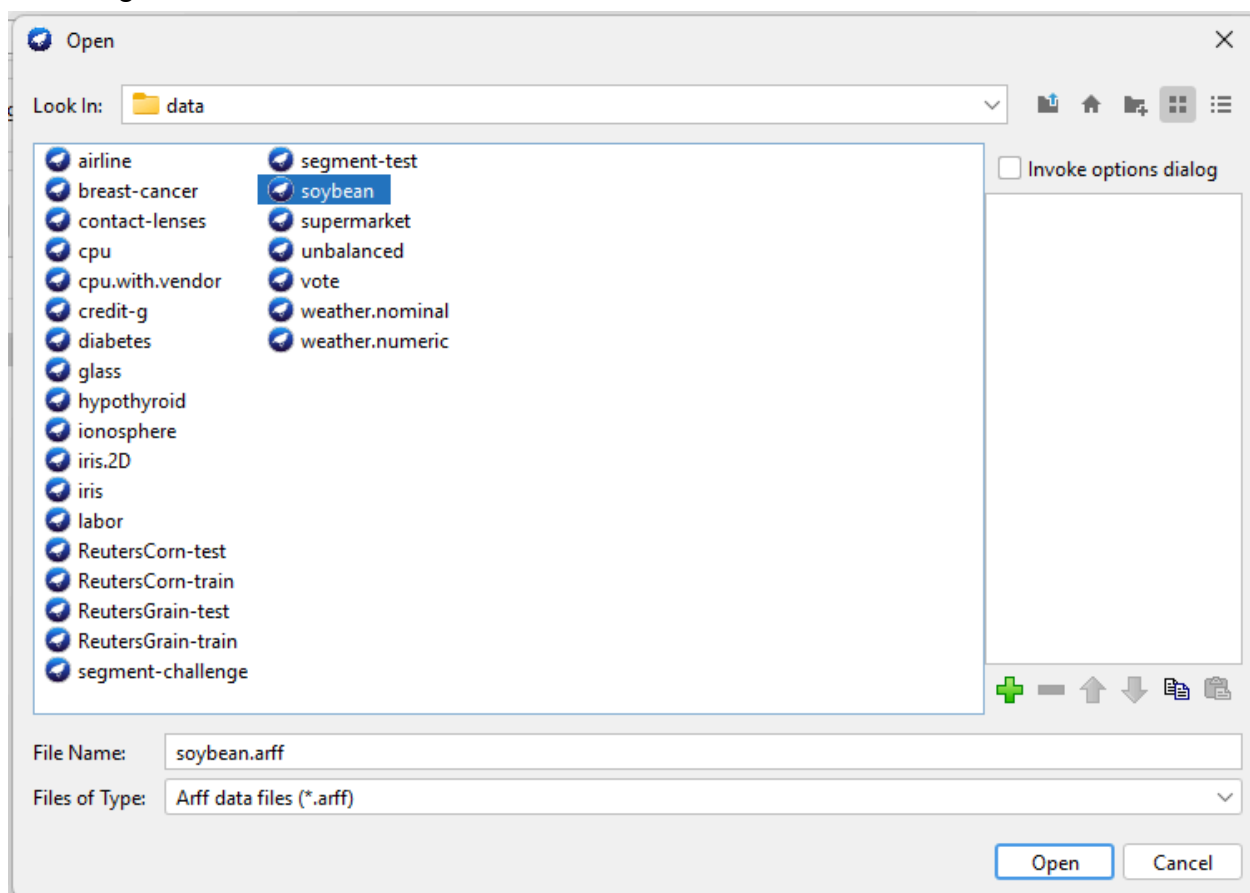 Open
Look In: data
airline
breast-cancer
contact-lenses
cpu
cpu.with.vendor
credit-g
diabetes
glass
hypothyroid
ionosphere
iris.2D
iris
labor
ReutersCorn-test
ReutersCorn-train
ReutersGrain-test
ReutersGrain-train
segment-challenge
segment-test
soybean
supermarket
unbalanced
vote
weather.nominal
weather.numeric
Invoke options dialog
File Name: soybean.arff
Files of Type: Arff data files (*.arff)
Open Cancel